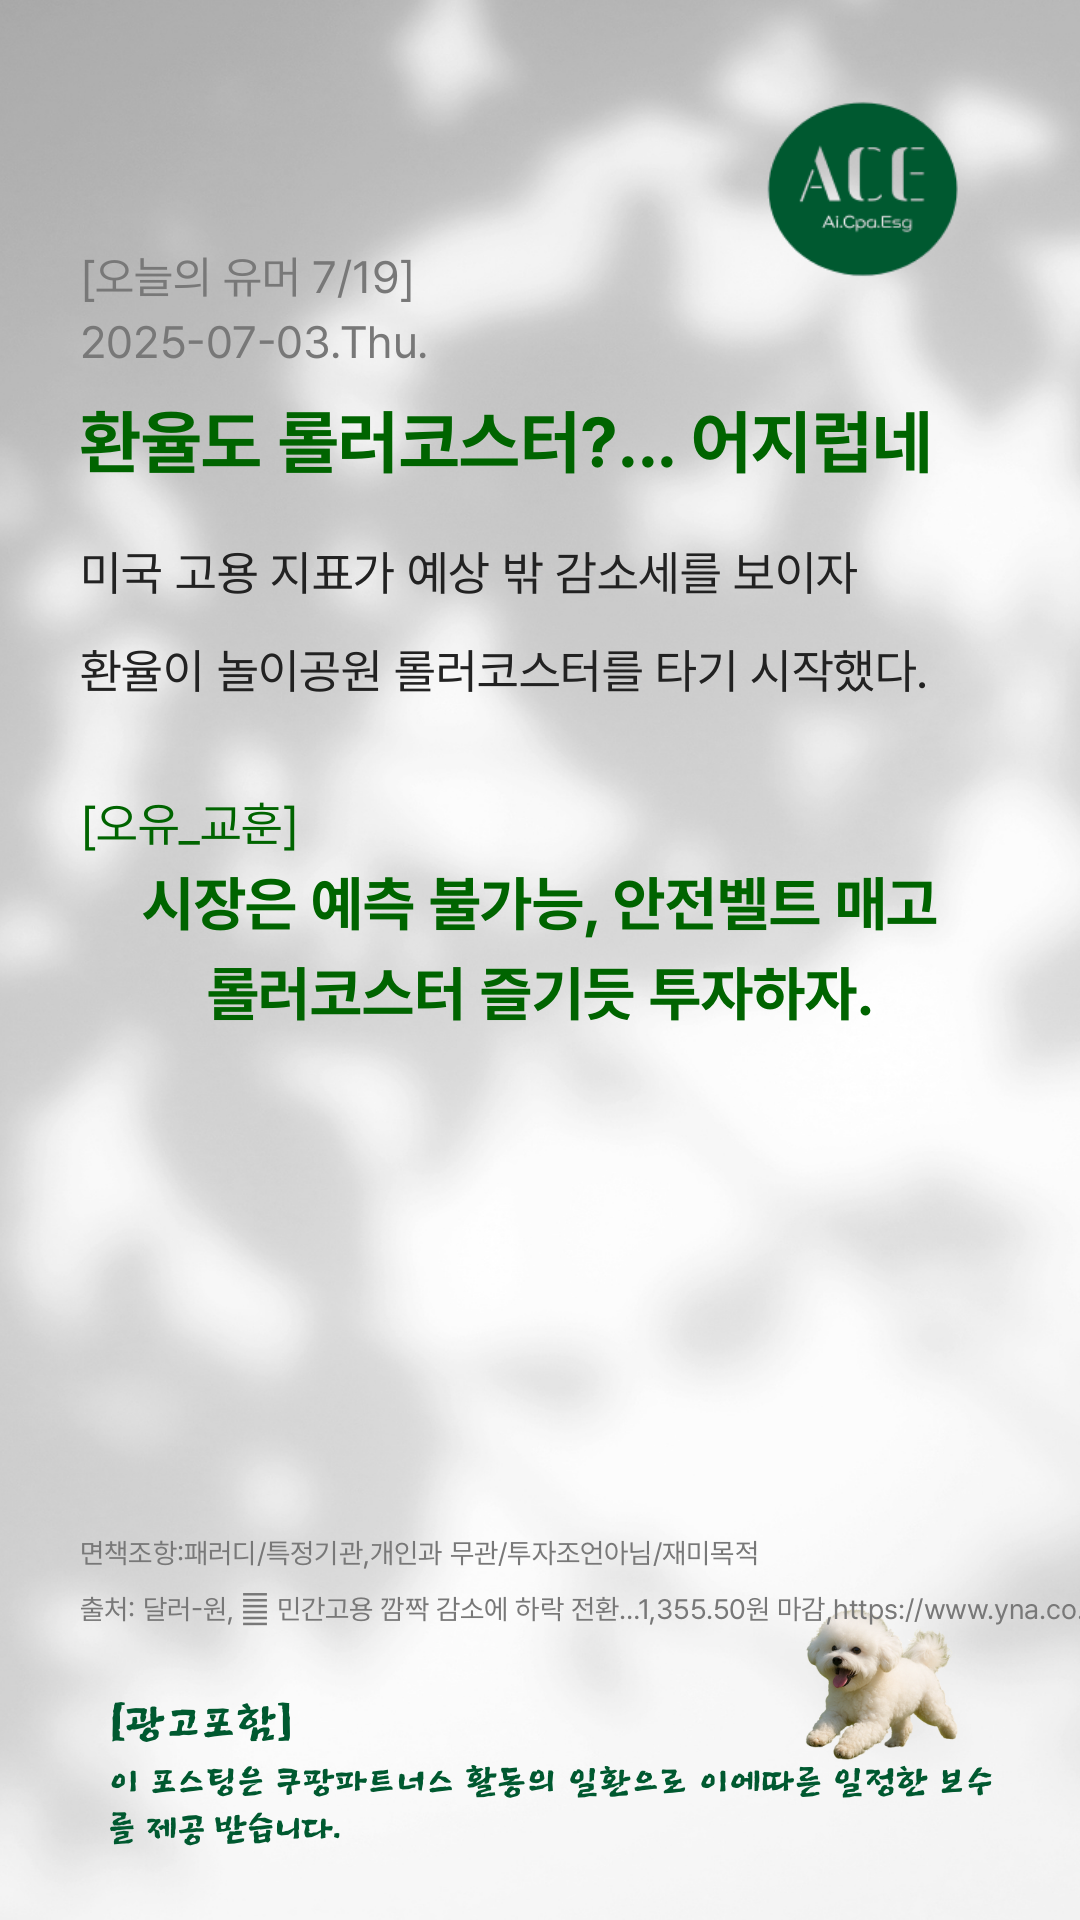 ACE
Ai.Cpa.Esg
[오늘의 유머 7/19]
2025-07-03.Thu.
환율도 롤러코스터?... 어지럽네
미국 고용 지표가 예상 밖 감소세를 보이자
환율이 놀이공원 롤러코스터를 타기 시작했다.
[오유_교훈]
시장은 예측 불가능, 안전벨트 매고
롤러코스터 즐기듯 투자하자.
면책조항:패러디/특정기관,개인과 무관/투자조언아님/재미목적
출처: 달러-원, 민간고용 깜짝 감소에 하락 전환...1,355.50원 마감,https://www.yna.co.
[광고포함]
이 포스팅은 쿠팡파트너스 활동의 일환으로 이에따른 일정한 보수
를 제공 받습니다.